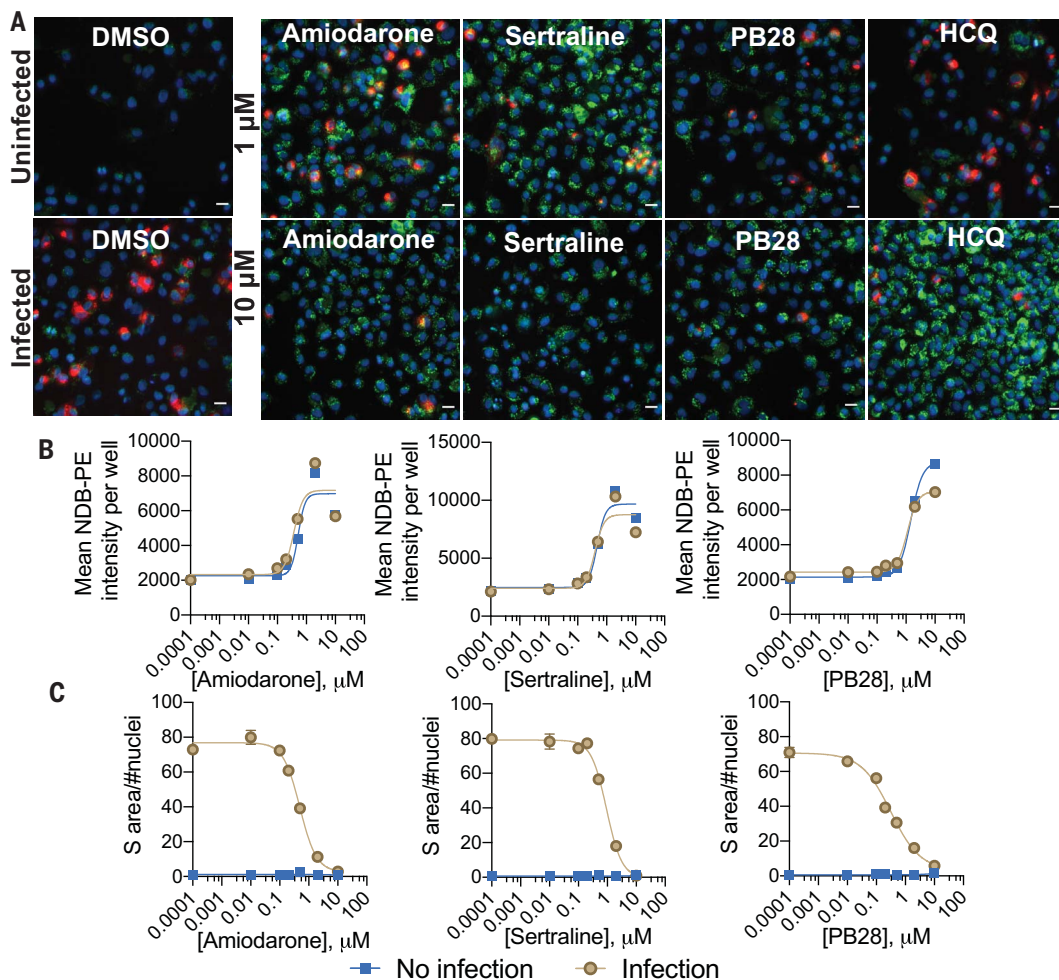 A
DMSO
Amiodarone
Sertraline
PB28
HCQ
Uninfected
1 µM
DMSO
Amiodarone
Sertraline
PB28
HCQ
Infected
10 µM
B
Mean NDB-PE
intensity per well
10000
8000
6000
4000
2000
0
0.0001
0.001
0.01
0.1
1
10
100
[Amiodarone], µM
Mean NDB-PE
intensity per well
15000
10000
5000
0
0.0001
0.001
0.01
0.1
1
10
100
[Sertraline], µM
Mean NDB-PE
intensity per well
10000
8000
6000
4000
2000
0
0.0001
0.001
0.01
0.1
1
10
100
[PB28], µM
C
S area/#nuclei
100
80
60
40
20
0
0.0001
0.001
0.01
0.1
1
10
100
[Amiodarone], µM
S area/#nuclei
100
80
60
40
20
0
0.0001
0.001
0.01
0.1
1
10
100
[Sertraline], µM
S area/#nuclei
100
80
60
40
20
0
0.0001
0.001
0.01
0.1
1
10
100
[PB28], µM
No infection
Infection